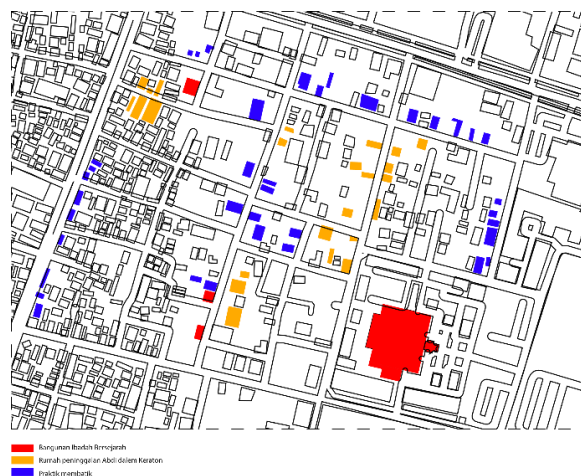 Bangunan Ibadah Bersejarah
Rumah peninggalan Abdi dalem Keraton
Praktik membatik